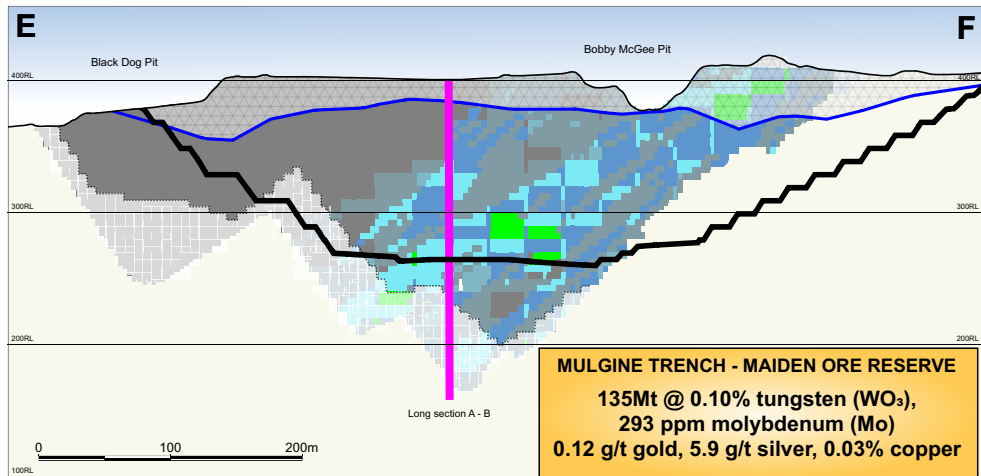 E
F
Black Dog Pit
Bobby McGee Pit
400RL
400RL
300RL
300RL
200RL
200RL
Long section A - B
MULGINE TRENCH - MAIDEN ORE RESERVE
135Mt @ 0.10% tungsten (WO₃),
293 ppm molybdenum (Mo)
0.12 g/t gold, 5.9 g/t silver, 0.03% copper
0 100 200m
100RL